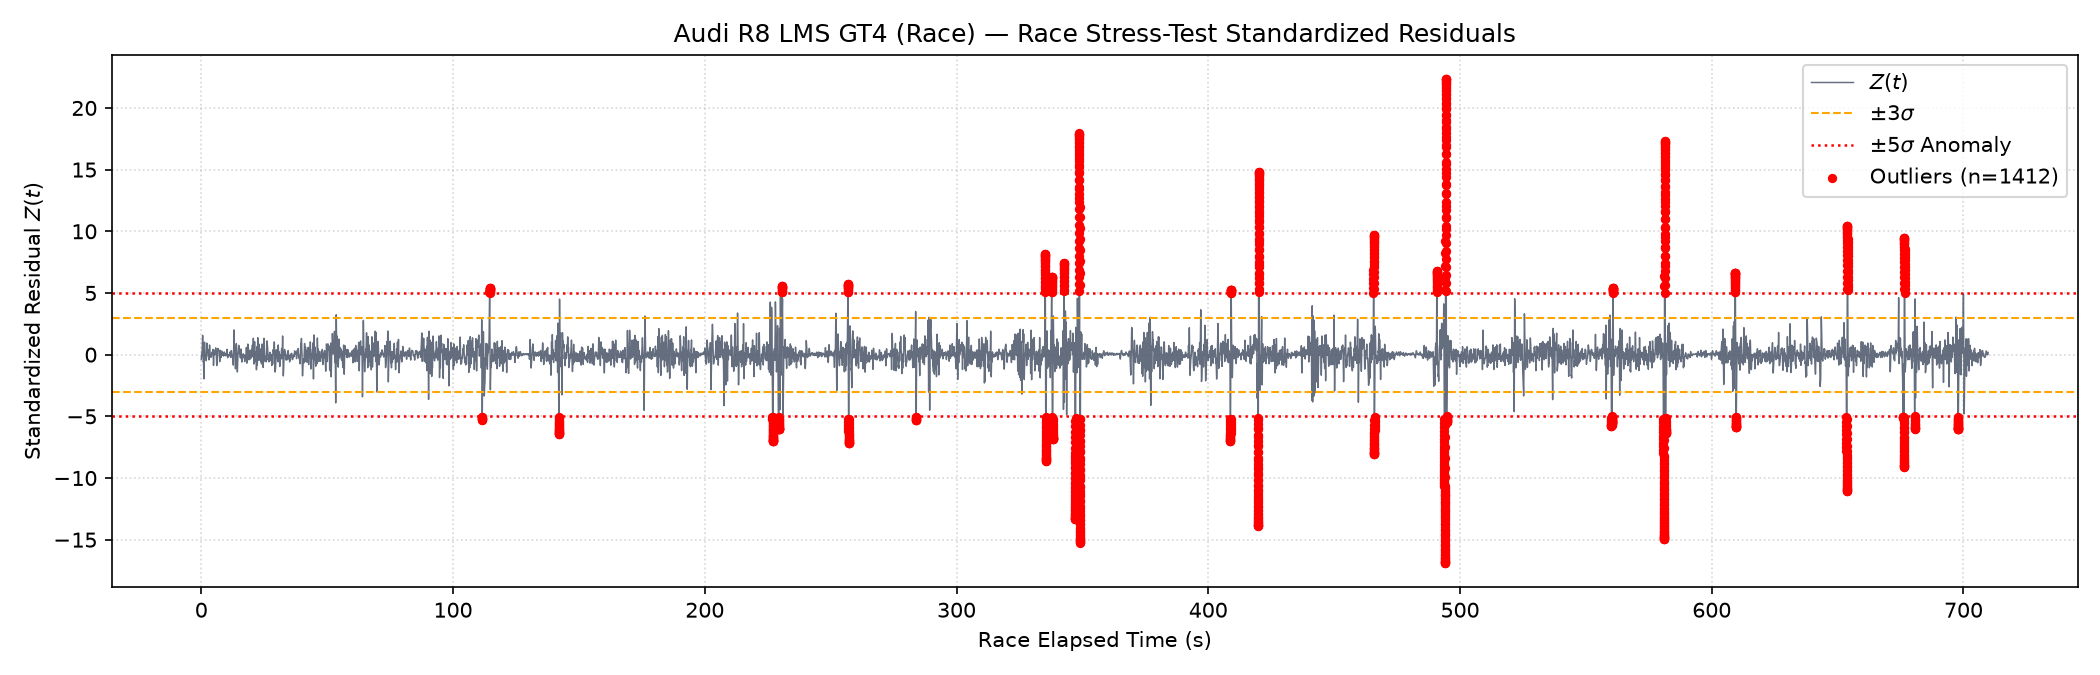 Audi R8 LMS GT4 (Race) — Race Stress-Test Standardized Residuals
Z(t)
±3σ
±5σ Anomaly
Outliers (n=1412)
20
15
10
5
0
−5
−10
−15
Standardized Residual Z(t)
0 100 200 300 400 500 600 700
Race Elapsed Time (s)